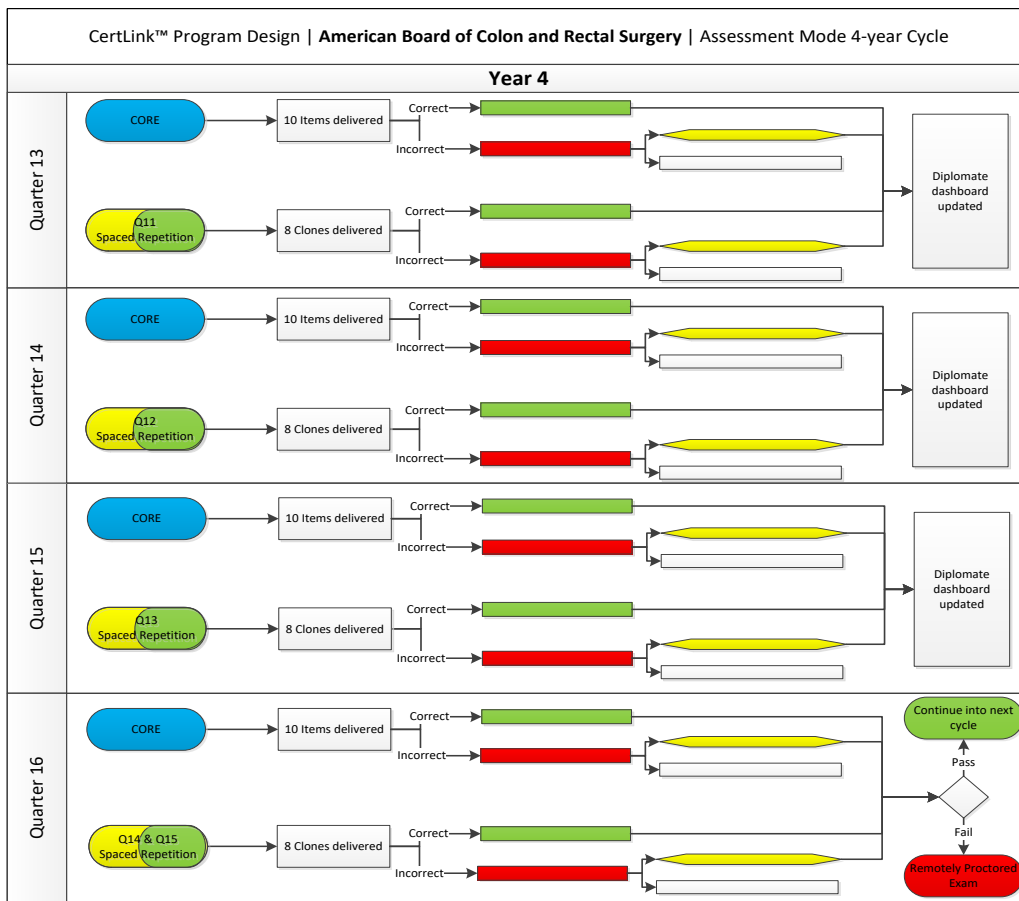 CertLink™ Program Design | American Board of Colon and Rectal Surgery | Assessment Mode 4-year Cycle
Year 4
Quarter 13
CORE
10 Items delivered
Correct
Incorrect
Q11
Spaced Repetition
8 Clones delivered
Correct
Incorrect
Diplomate
dashboard
updated
Quarter 14
CORE
10 Items delivered
Correct
Incorrect
Q12
Spaced Repetition
8 Clones delivered
Correct
Incorrect
Diplomate
dashboard
updated
Quarter 15
CORE
10 Items delivered
Correct
Incorrect
Q13
Spaced Repetition
8 Clones delivered
Correct
Incorrect
Diplomate
dashboard
updated
Quarter 16
CORE
10 Items delivered
Correct
Incorrect
Q14 & Q15
Spaced Repetition
8 Clones delivered
Correct
Incorrect
Continue into next
cycle
Pass
Fail
Remotely Proctored
Exam